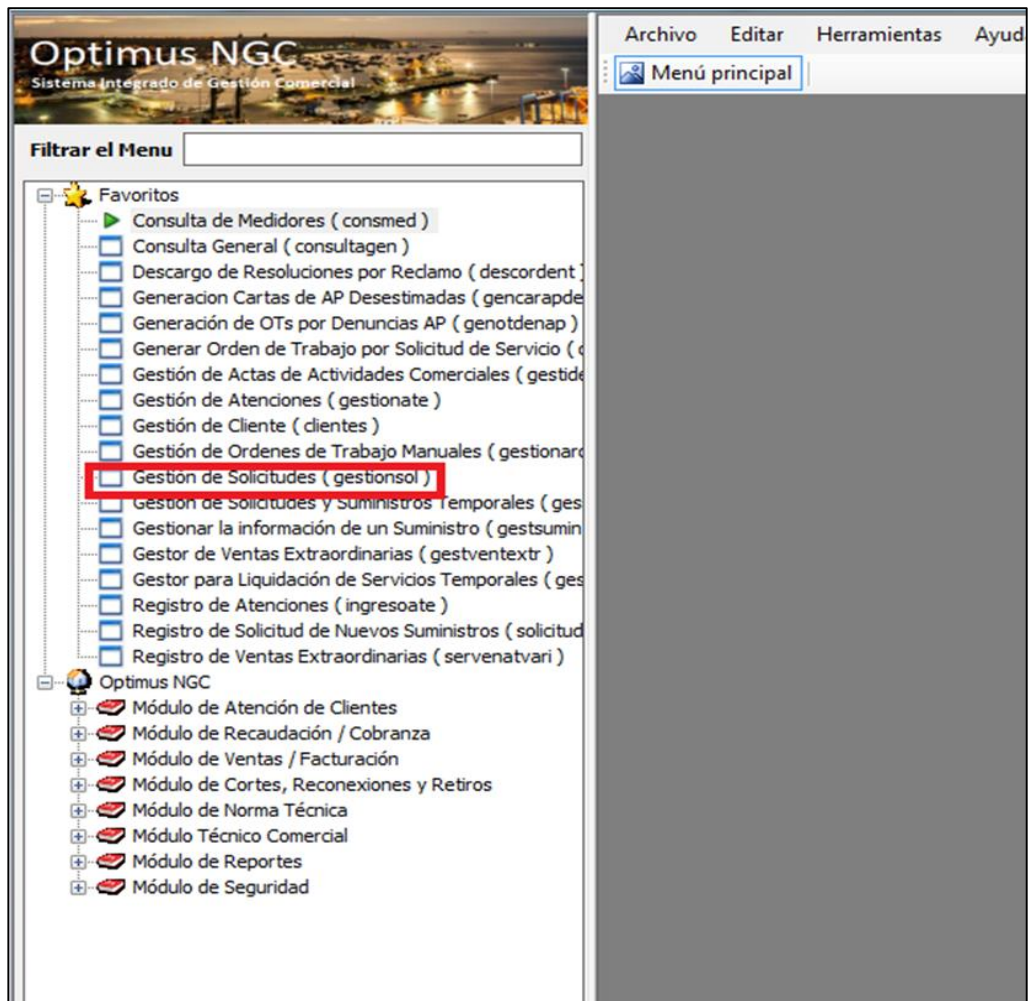 Optimus NGC
Sistema Integrado de Gestión Comercial
Archivo Editar Herramientas Ayud
Menú principal
Filtrar el Menu
Favoritos
Consulta de Medidores ( consmed )
Consulta General ( consultagen )
Descargo de Resoluciones por Reclamo ( descordent )
Generacion Cartas de AP Desestimadas ( gencarapde
Generación de OTs por Denuncias AP ( genotdenap )
Generar Orden de Trabajo por Solicitud de Servicio (
Gestión de Actas de Actividades Comerciales ( gestide
Gestión de Atenciones ( gestionate )
Gestión de Cliente ( clientes )
Gestión de Ordenes de Trabajo Manuales ( gestionaro
Gestión de Solicitudes ( gestionsol )
Gestión de Solicitudes y Suministros Temporales ( ges
Gestionar la información de un Suministro ( gestsumin
Gestor de Ventas Extraordinarias ( gestventextr )
Gestor para Liquidación de Servicios Temporales ( ges
Registro de Atenciones ( ingresoate )
Registro de Solicitud de Nuevos Suministros ( solicitud
Registro de Ventas Extraordinarias ( servenatvari )
Optimus NGC
Módulo de Atención de Clientes
Módulo de Recaudación / Cobranza
Módulo de Ventas / Facturación
Módulo de Cortes, Reconexiones y Retiros
Módulo de Norma Técnica
Módulo Técnico Comercial
Módulo de Reportes
Módulo de Seguridad